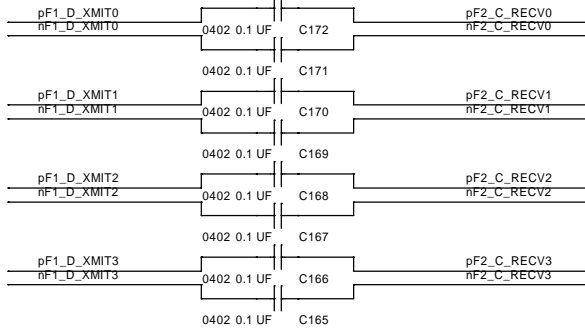 pF1_D_XMIT0 pF2_C_RECV0
nF1_D_XMIT0 nF2_C_RECV0
0402 0.1 UF C172
0402 0.1 UF C171
pF1_D_XMIT1 pF2_C_RECV1
nF1_D_XMIT1 nF2_C_RECV1
0402 0.1 UF C170
0402 0.1 UF C169
pF1_D_XMIT2 pF2_C_RECV2
nF1_D_XMIT2 nF2_C_RECV2
0402 0.1 UF C168
0402 0.1 UF C167
pF1_D_XMIT3 pF2_C_RECV3
nF1_D_XMIT3 nF2_C_RECV3
0402 0.1 UF C166
0402 0.1 UF C165